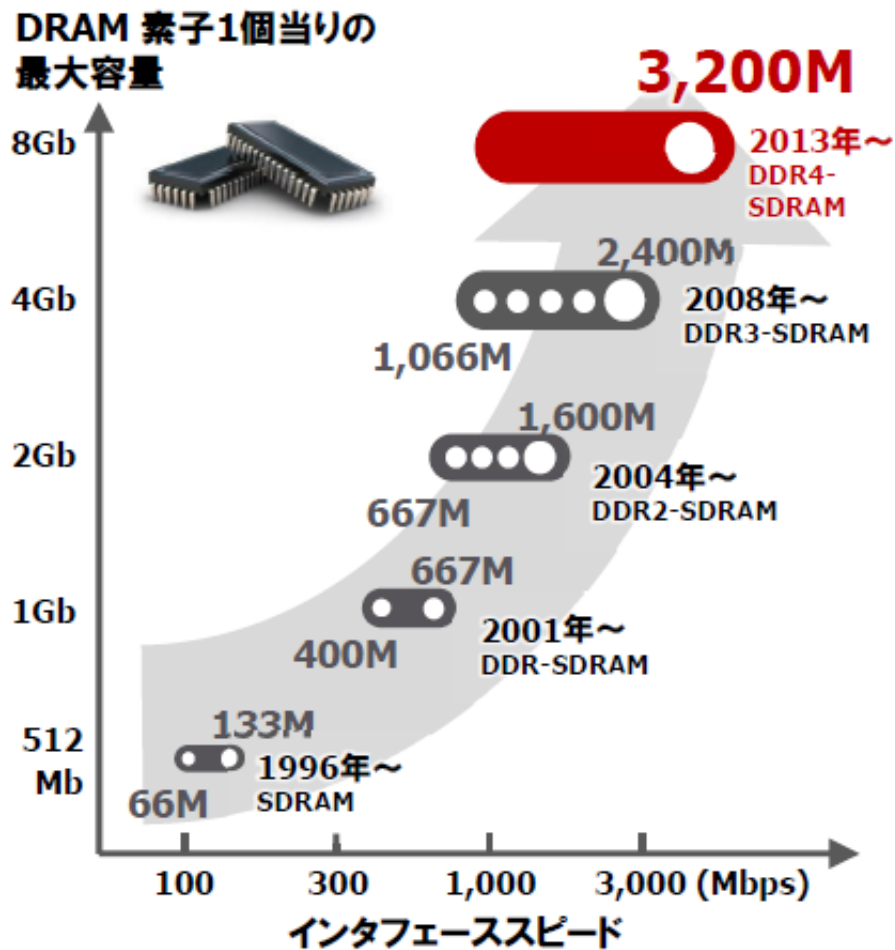 DRAM 素子1個当りの
最大容量
3,200M
8Gb
2013年～
DDR4-
SDRAM
2,400M
4Gb
2008年～
DDR3-SDRAM
1,066M
1,600M
2Gb
2004年～
DDR2-SDRAM
667M
667M
1Gb
2001年～
DDR-SDRAM
400M
133M
512
Mb
1996年～
SDRAM
66M
100 300 1,000 3,000 (Mbps)
インタフェーススピード